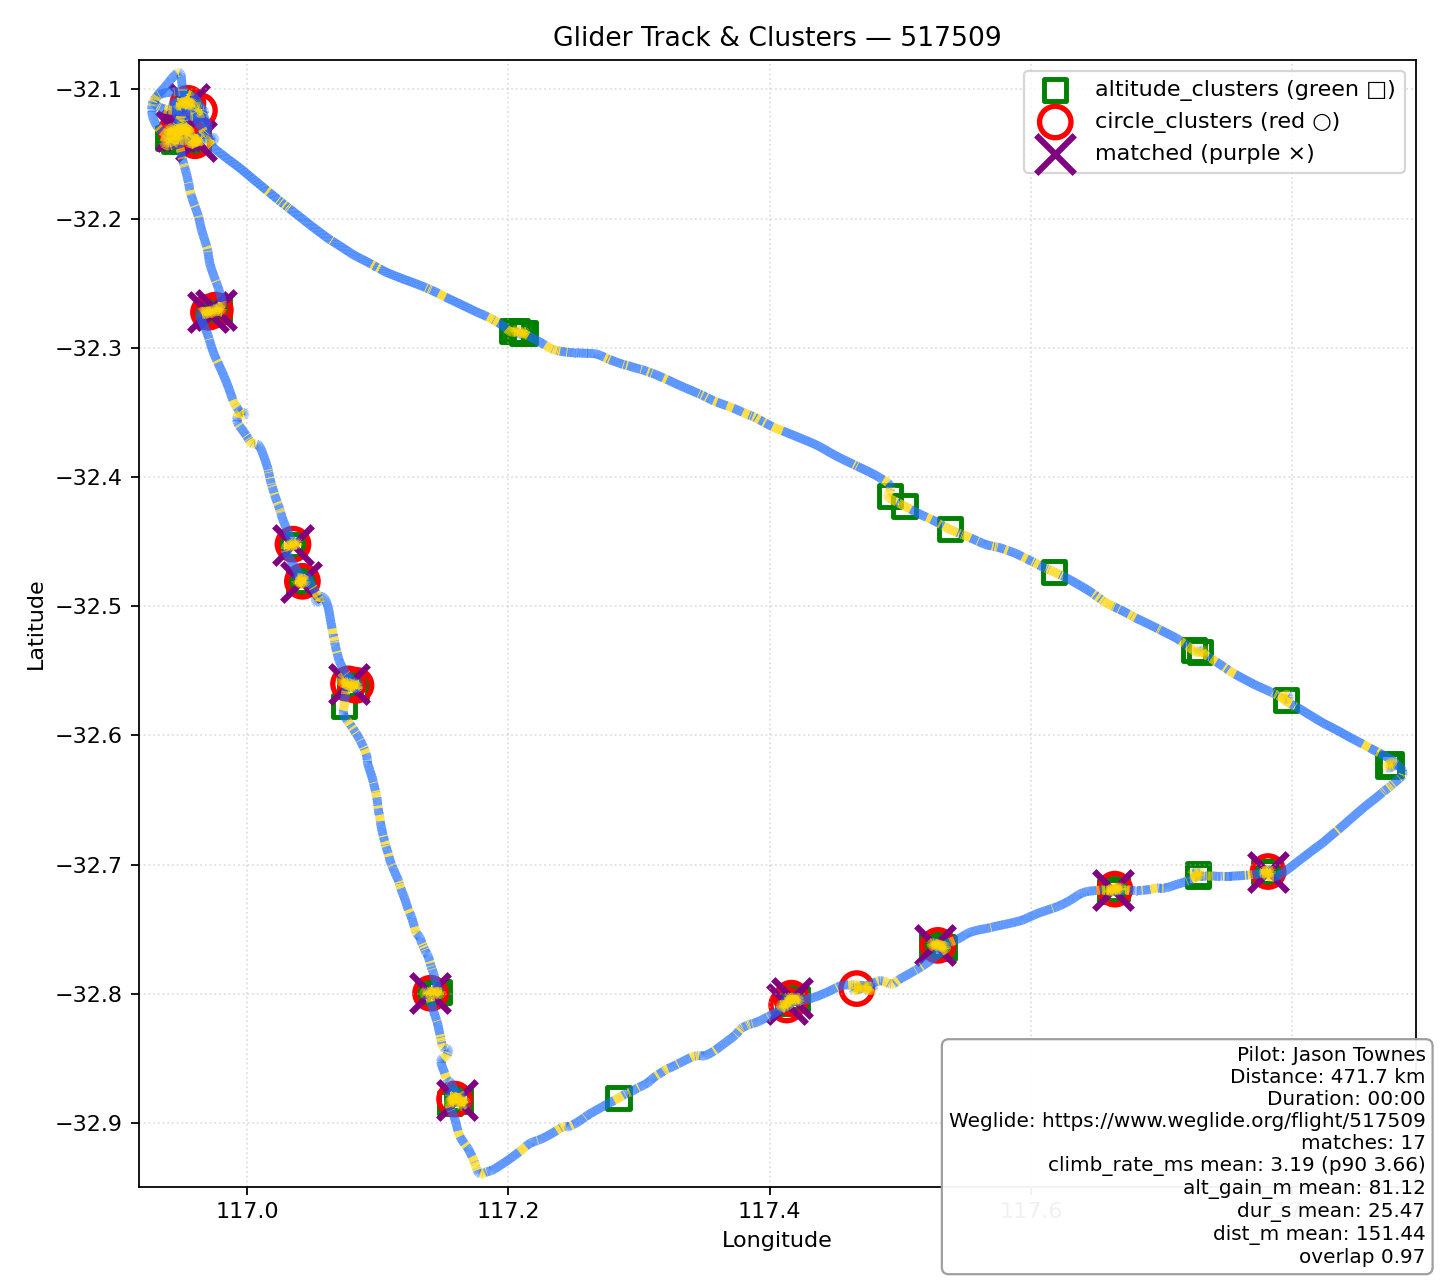 Glider Track & Clusters — 517509
altitude_clusters (green □)
circle_clusters (red ○)
matched (purple ×)
−32.1
−32.2
−32.3
−32.4
−32.5
−32.6
−32.7
−32.8
−32.9
Latitude
117.0
117.2
117.4
117.6
Longitude
Pilot: Jason Townes
Distance: 471.7 km
Duration: 00:00
Weglide: https://www.weglide.org/flight/517509
matches: 17
climb_rate_ms mean: 3.19 (p90 3.66)
alt_gain_m mean: 81.12
dur_s mean: 25.47
dist_m mean: 151.44
overlap 0.97